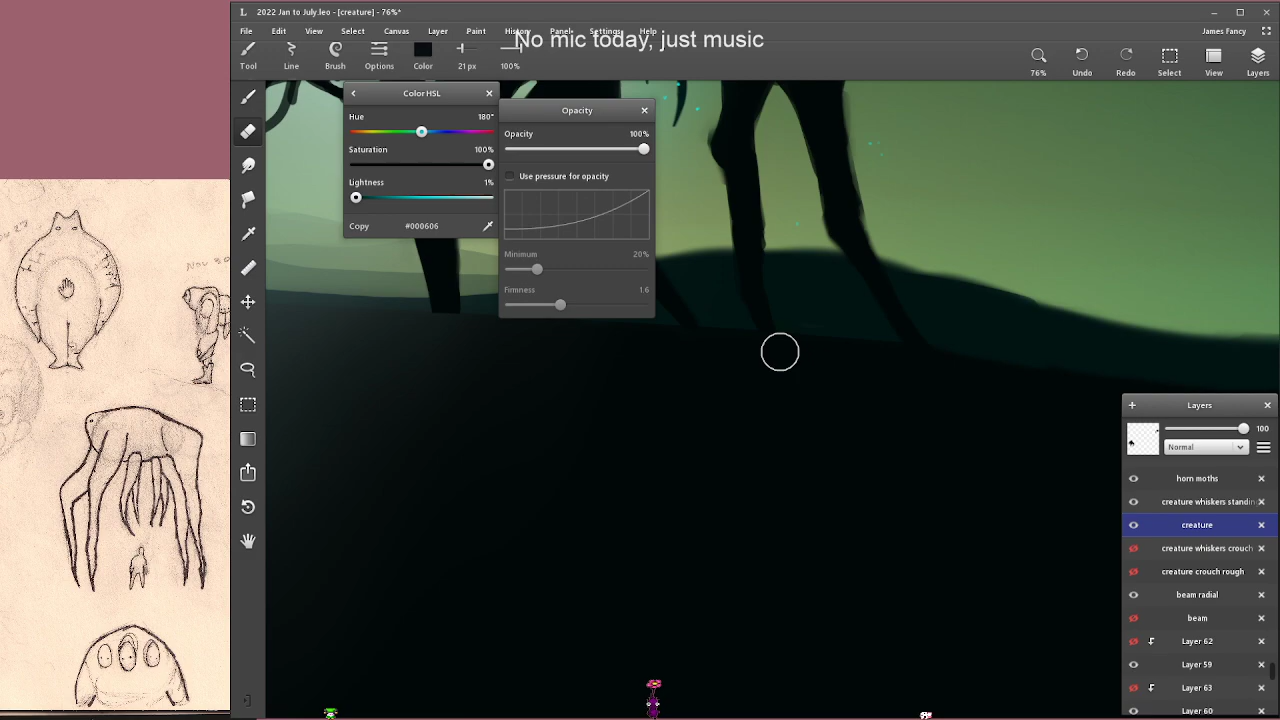 2022 Jan to July.leo - [creature] - 76%*
File Edit View Select Canvas Layer Paint History Panel Settings Help
James Fancy
No mic today, just music
Tool Line Brush Options Color 21 px 100%
76% Undo Redo Select View Layers
Color HSL
Hue 180°
Saturation 100%
Lightness 1%
Copy #000606
Opacity
Opacity 100%
Use pressure for opacity
Minimum 20%
Firmness 1.6
Layers
100
Normal
horn moths
creature whiskers standin
creature
creature whiskers crouch
creature crouch rough
beam radial
beam
Layer 62
Layer 59
Layer 63
Layer 60